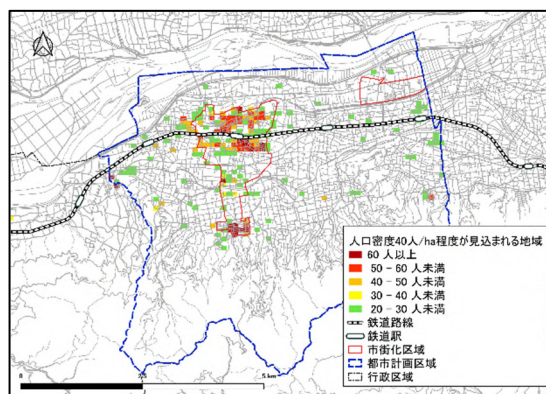 人口密度40人/ha程度が見込まれる地域
60 人以上
50 - 60 人未満
40 - 50 人未満
30 - 40 人未満
20 - 30 人未満
鉄道路線
鉄道駅
市街化区域
都市計画区域
行政区域
0 2.5 5 km